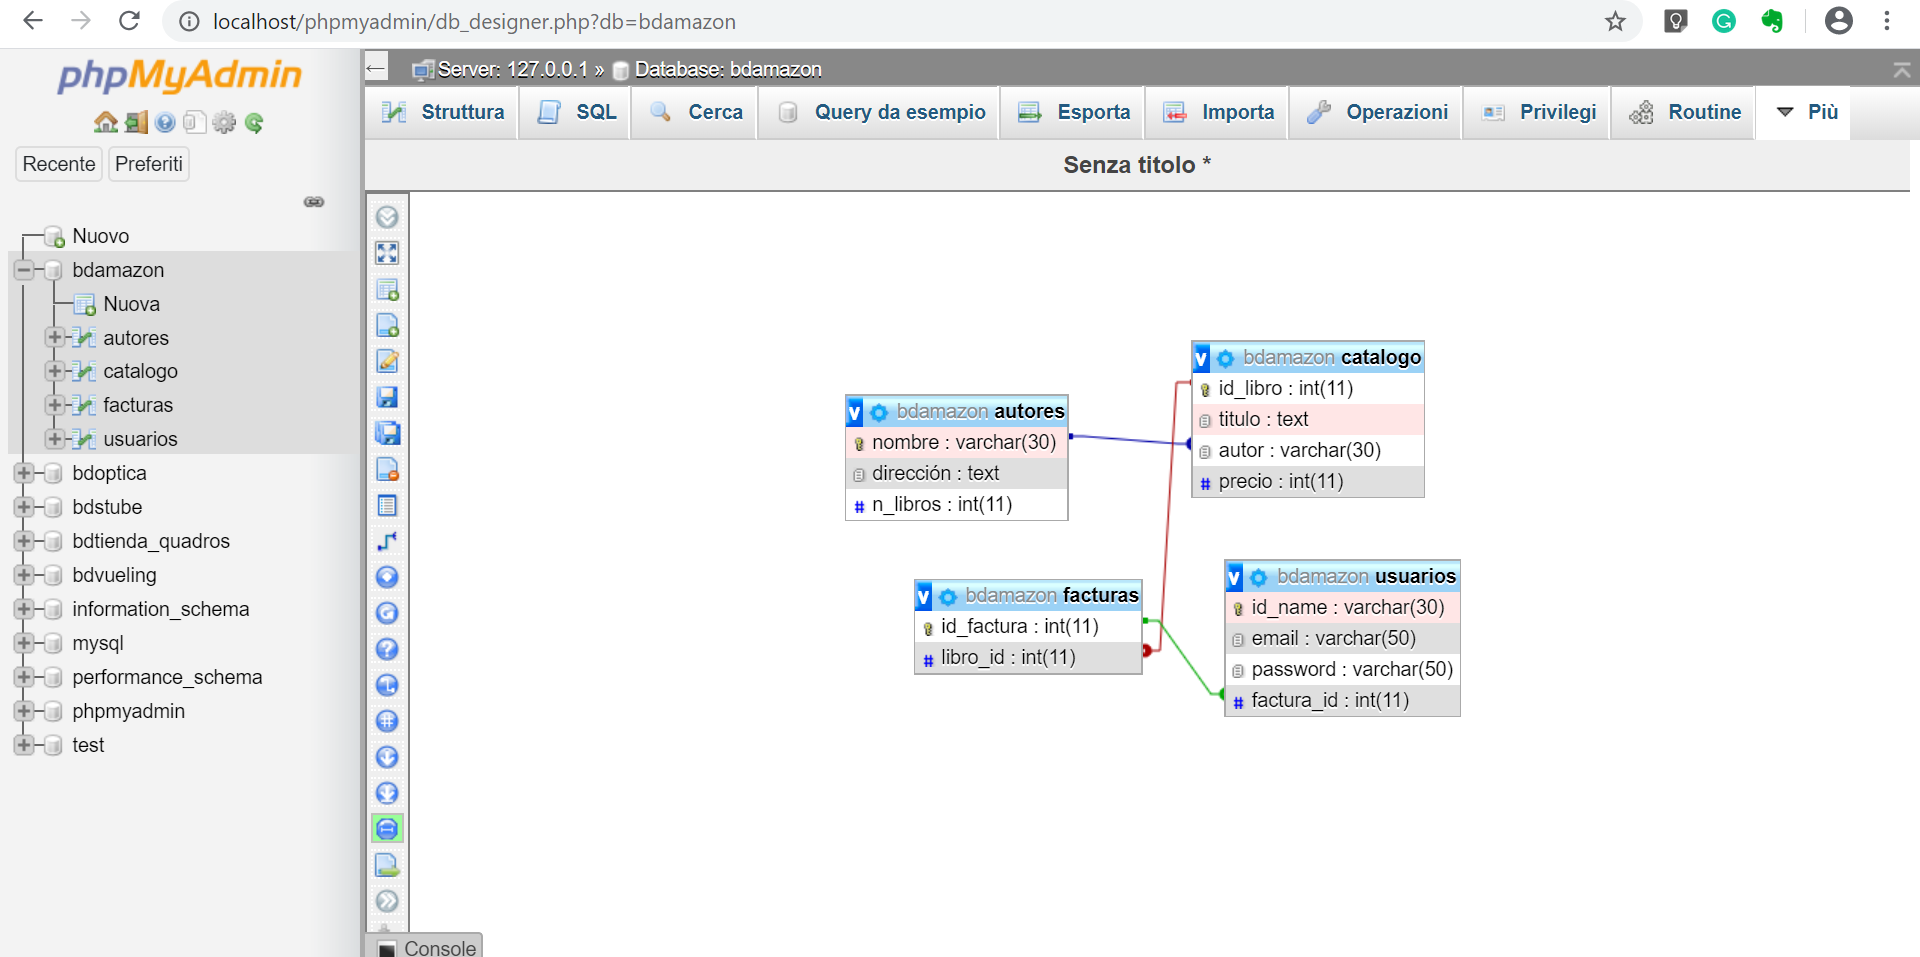 localhost/phpmyadmin/db_designer.php?db=bdamazon
phpMyAdmin
Recente Preferiti
Nuovo
bdamazon
Nuova
autores
catalogo
facturas
usuarios
bdoptica
bdstube
bdtienda_quadros
bdvueling
information_schema
mysql
performance_schema
phpmyadmin
test
← Server: 127.0.0.1 » Database: bdamazon
Struttura SQL Cerca Query da esempio Esporta Importa Operazioni Privilegi Routine Più
Senza titolo *
v bdamazon catalogo
id_libro : int(11)
titulo : text
autor : varchar(30)
# precio : int(11)
v bdamazon autores
nombre : varchar(30)
dirección : text
# n_libros : int(11)
v bdamazon facturas
id_factura : int(11)
# libro_id : int(11)
v bdamazon usuarios
id_name : varchar(30)
email : varchar(50)
password : varchar(50)
# factura_id : int(11)
Console